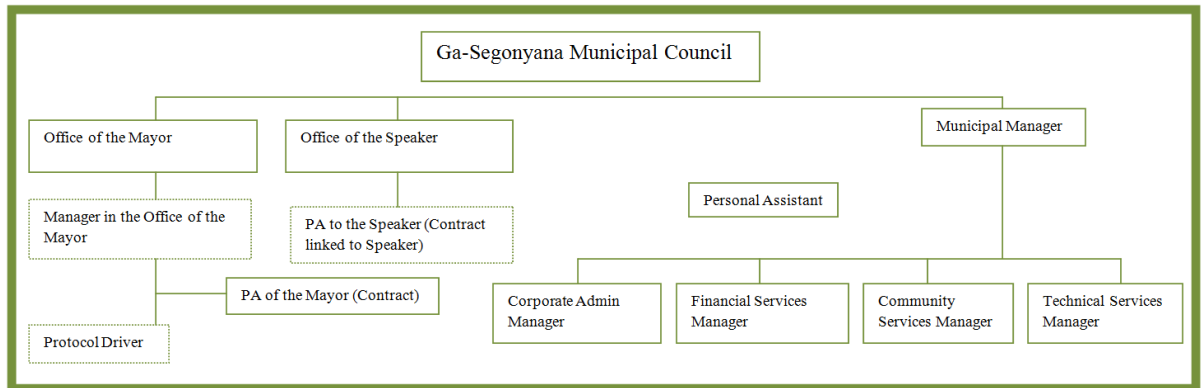 Ga-Segonyana Municipal Council
Office of the Mayor
Office of the Speaker
Municipal Manager
Manager in the Office of the
Mayor
PA to the Speaker (Contract
linked to Speaker)
Personal Assistant
PA of the Mayor (Contract)
Protocol Driver
Corporate Admin
Manager
Financial Services
Manager
Community
Services Manager
Technical Services
Manager